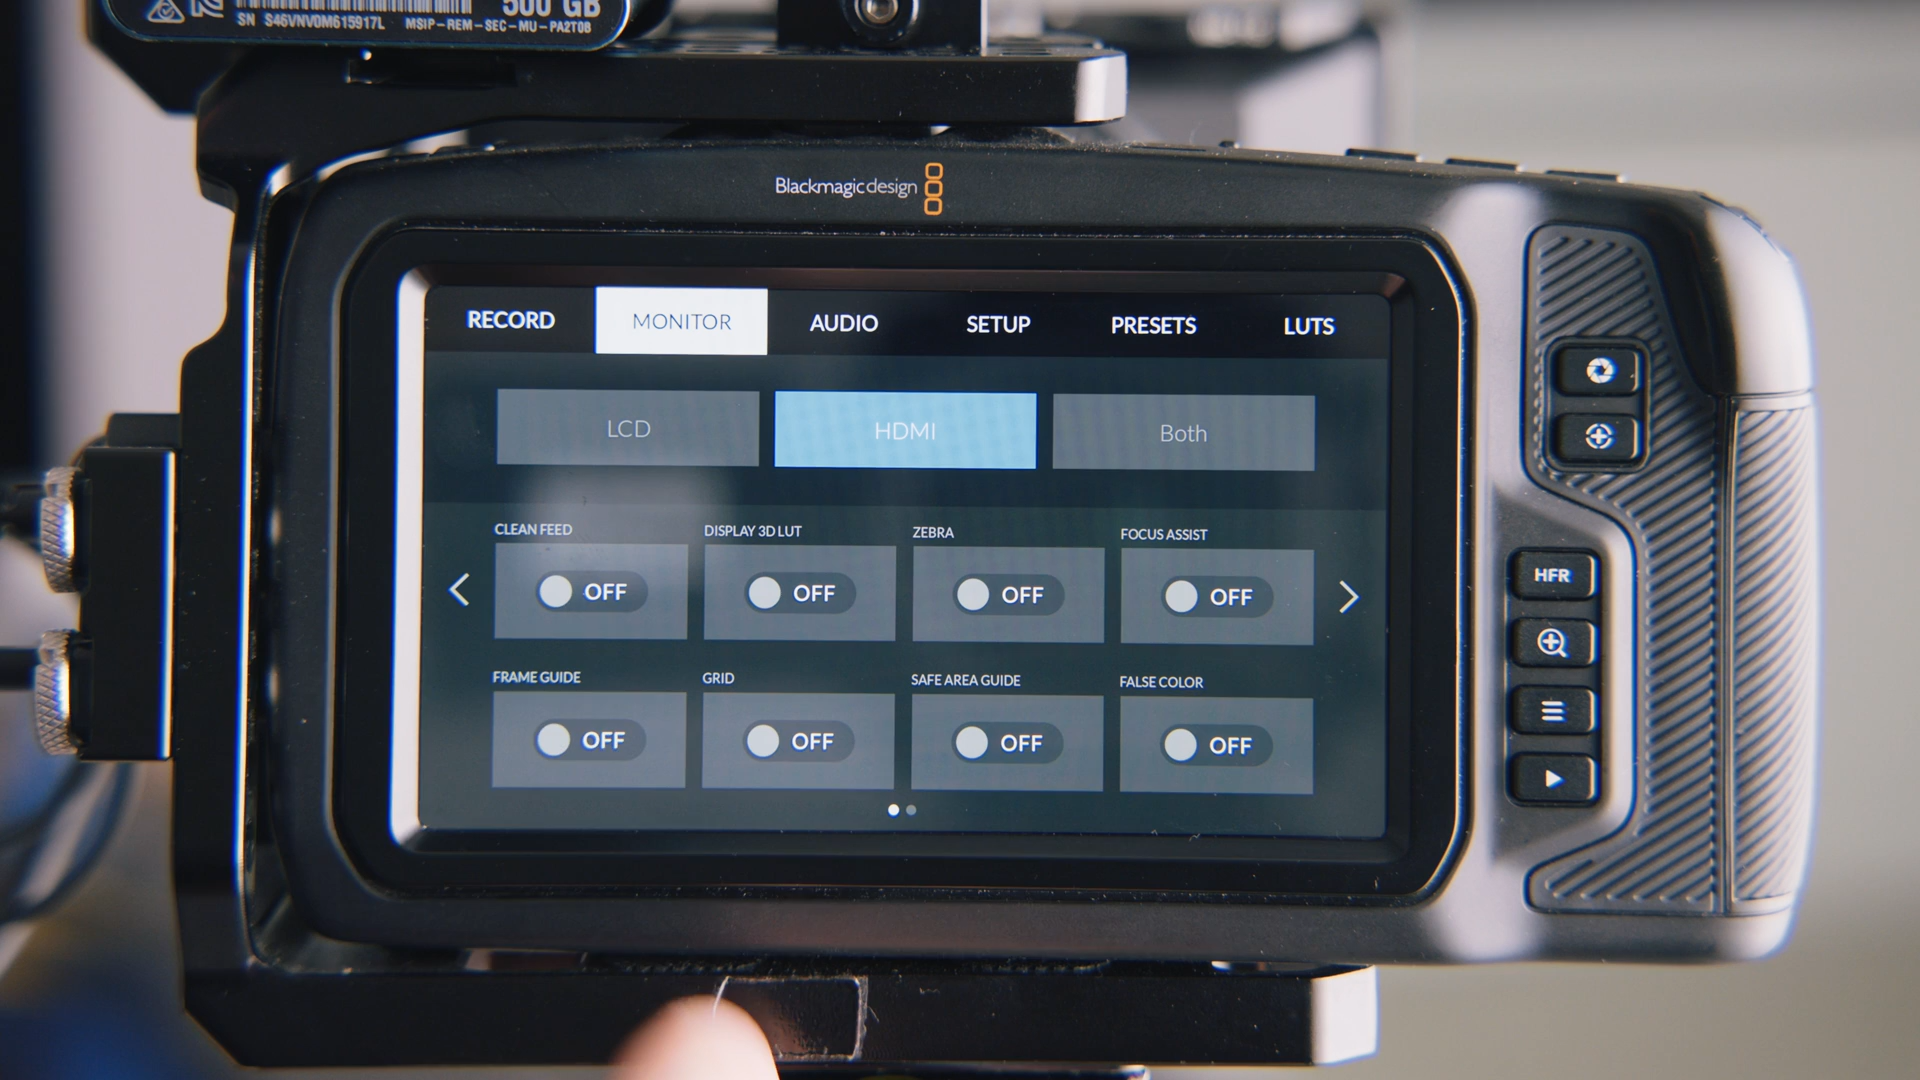 500 GB
SN S46VNV0M615917L MSIP-REM-SEC-MU-PA2T0B
Blackmagicdesign
RECORD MONITOR AUDIO SETUP PRESETS LUTS
LCD HDMI Both
CLEAN FEED DISPLAY 3D LUT ZEBRA FOCUS ASSIST
OFF OFF OFF OFF
FRAME GUIDE GRID SAFE AREA GUIDE FALSE COLOR
OFF OFF OFF OFF
HFR